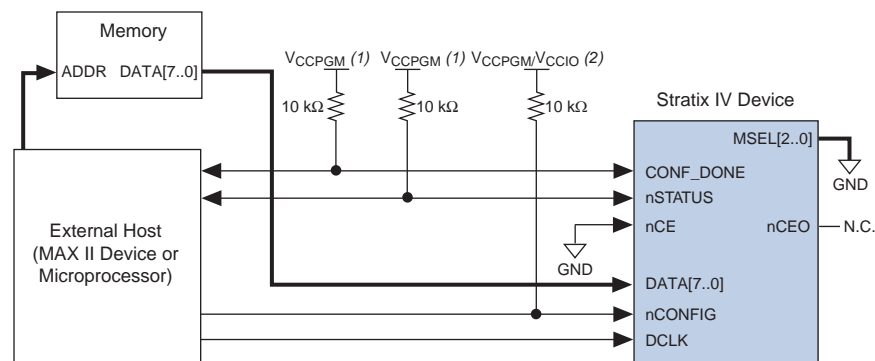 Memory
ADDR DATA[7..0]
VCCPGM (1) VCCPGM (1) VCCPGM/VCCIO (2)
10 kΩ 10 kΩ 10 kΩ
Stratix IV Device
MSEL[2..0]
GND
CONF_DONE
nSTATUS
External Host
(MAX II Device or
Microprocessor)
nCE
nCEO
N.C.
GND
DATA[7..0]
nCONFIG
DCLK